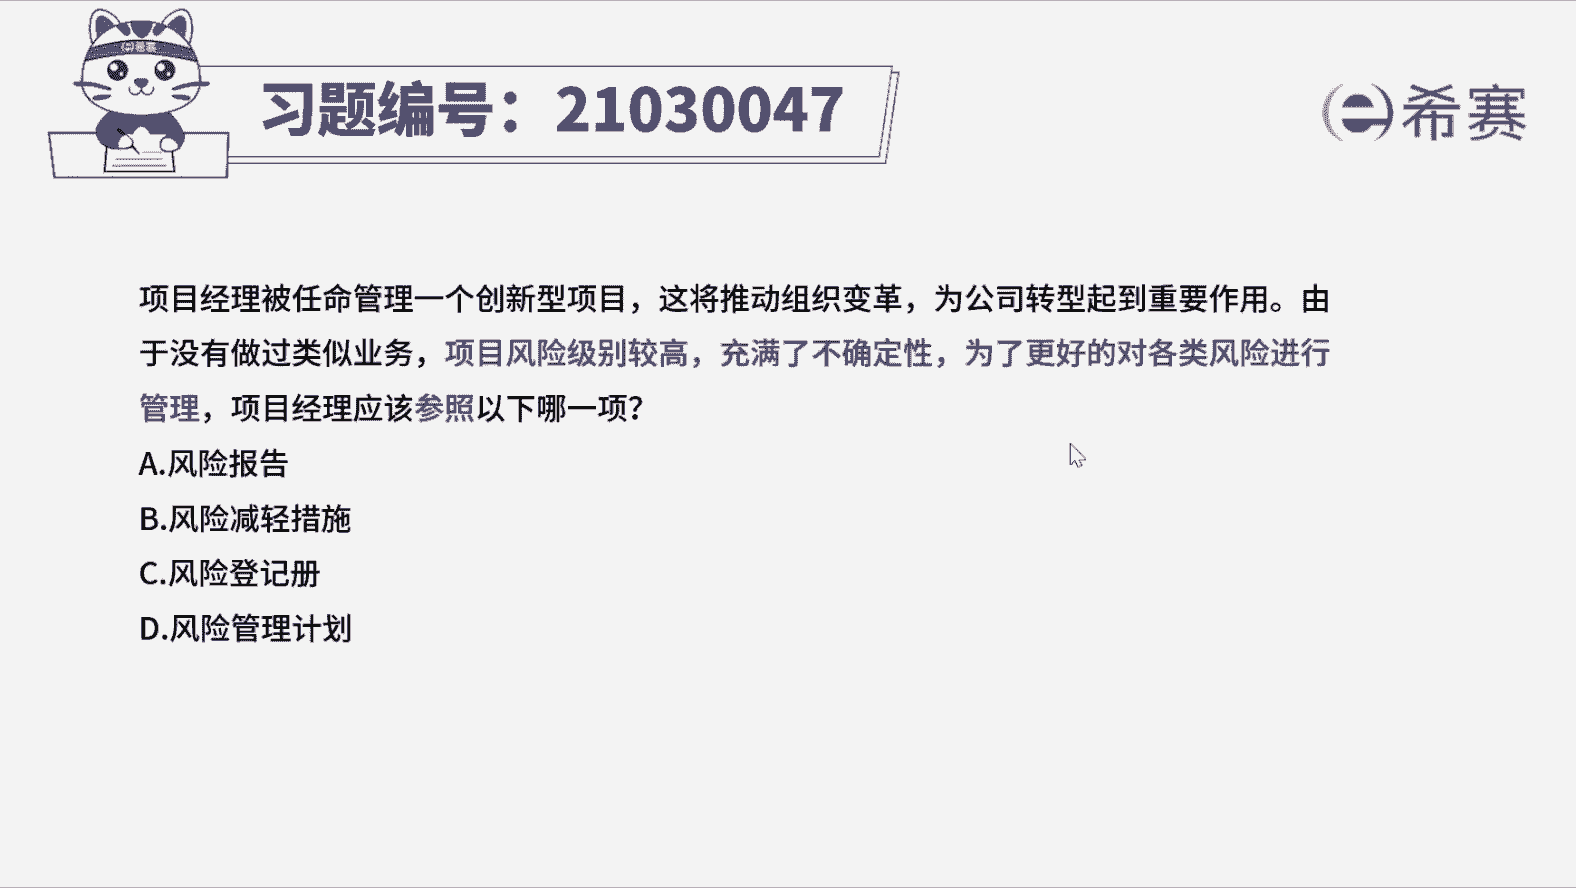 习题编号：21030047
希赛
希赛
项目经理被任命管理一个创新型项目，这将推动组织变革，为公司转型起到重要作用。由
于没有做过类似业务，项目风险级别较高，充满了不确定性，为了更好的对各类风险进行
管理，项目经理应该参照以下哪一项？
A.风险报告
B.风险减轻措施
C.风险登记册
D.风险管理计划